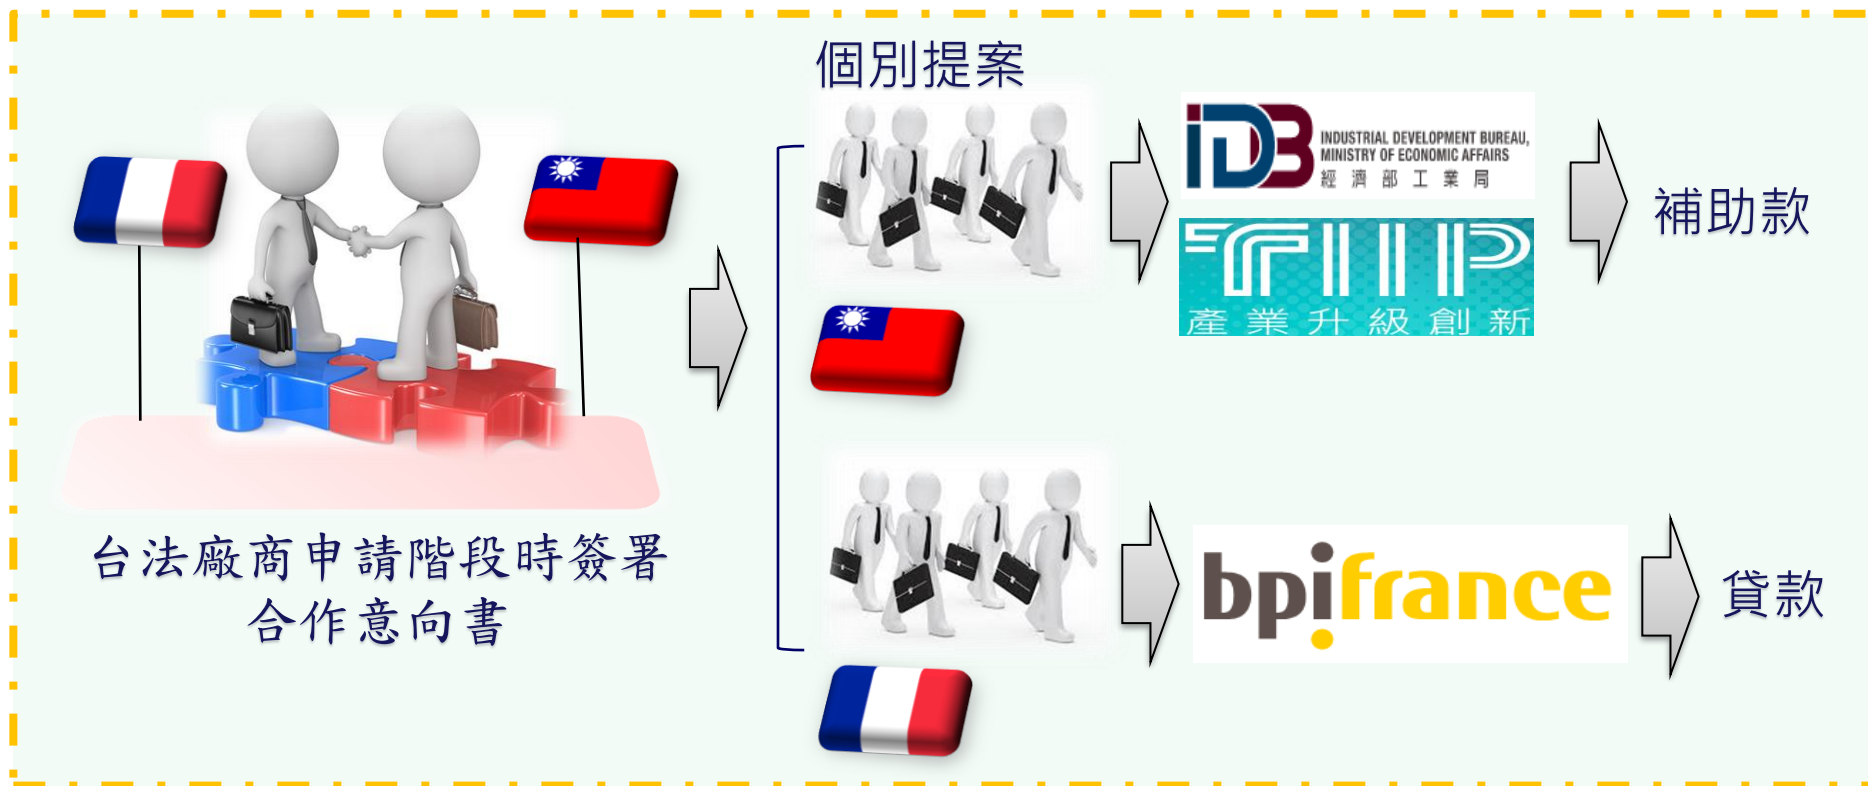 個別提案
iDB
INDUSTRIAL DEVELOPMENT BUREAU,
MINISTRY OF ECONOMIC AFFAIRS
經濟部工業局
TIIP
產業升級創新
補助款
台法廠商申請階段時簽署
合作意向書
bpifrance
貸款